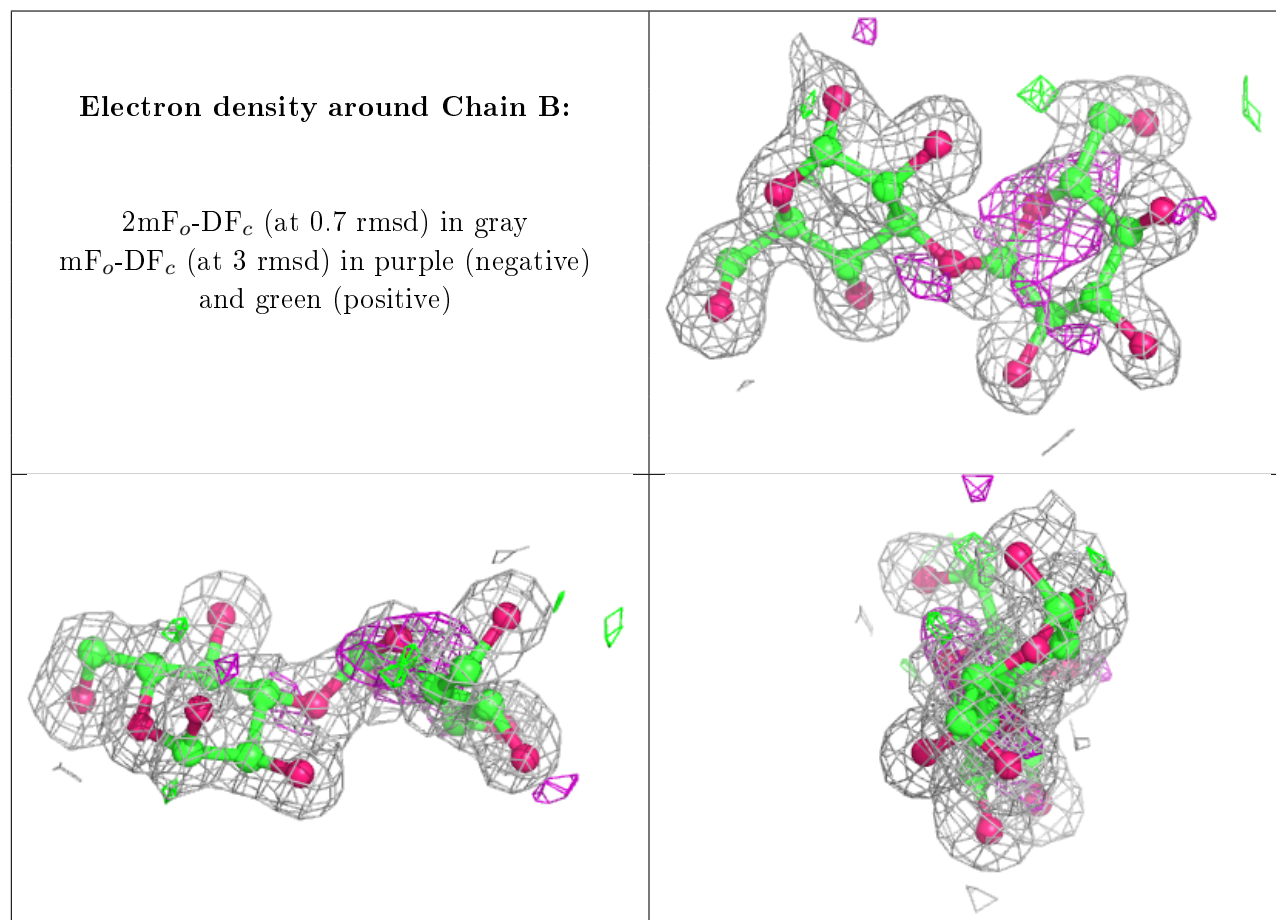 Electron density around Chain B:
2mFo-DFc (at 0.7 rmsd) in gray
mFo-DFc (at 3 rmsd) in purple (negative)
and green (positive)